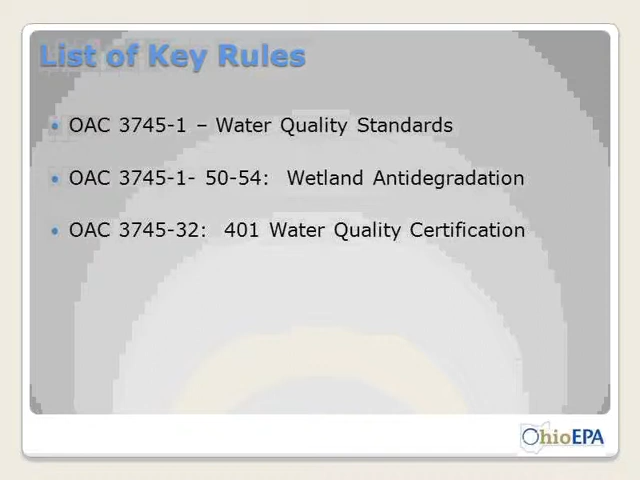 List of Key Rules
OAC 3745-1 – Water Quality Standards
OAC 3745-1- 50-54:  Wetland Antidegradation
OAC 3745-32:  401 Water Quality Certification
OhioEPA